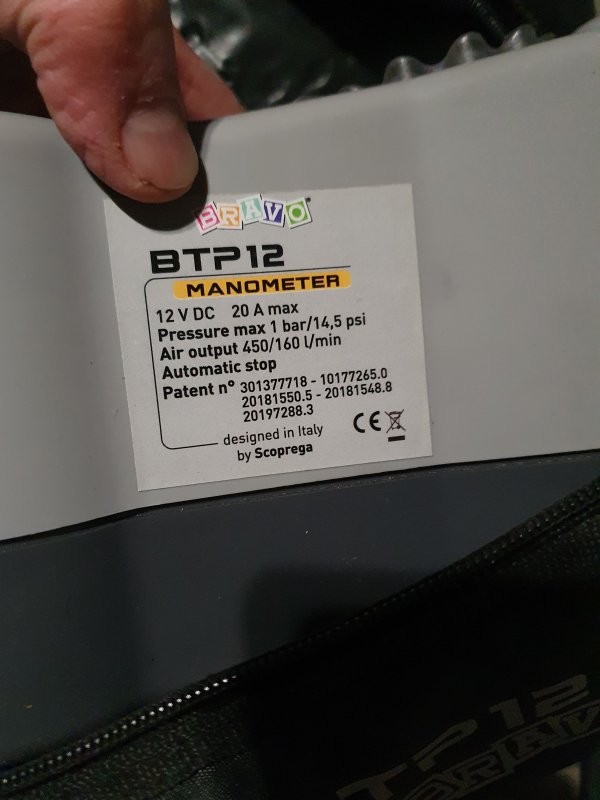 BRAVO®
BTP12
MANOMETER
12 V DC 20 A max
Pressure max 1 bar/14,5 psi
Air output 450/160 l/min
Automatic stop
Patent n° 301377718 - 10177265.0
20181550.5 - 20181548.8
20197288.3
CE
designed in Italy
by Scoprega
TP12
BRAV